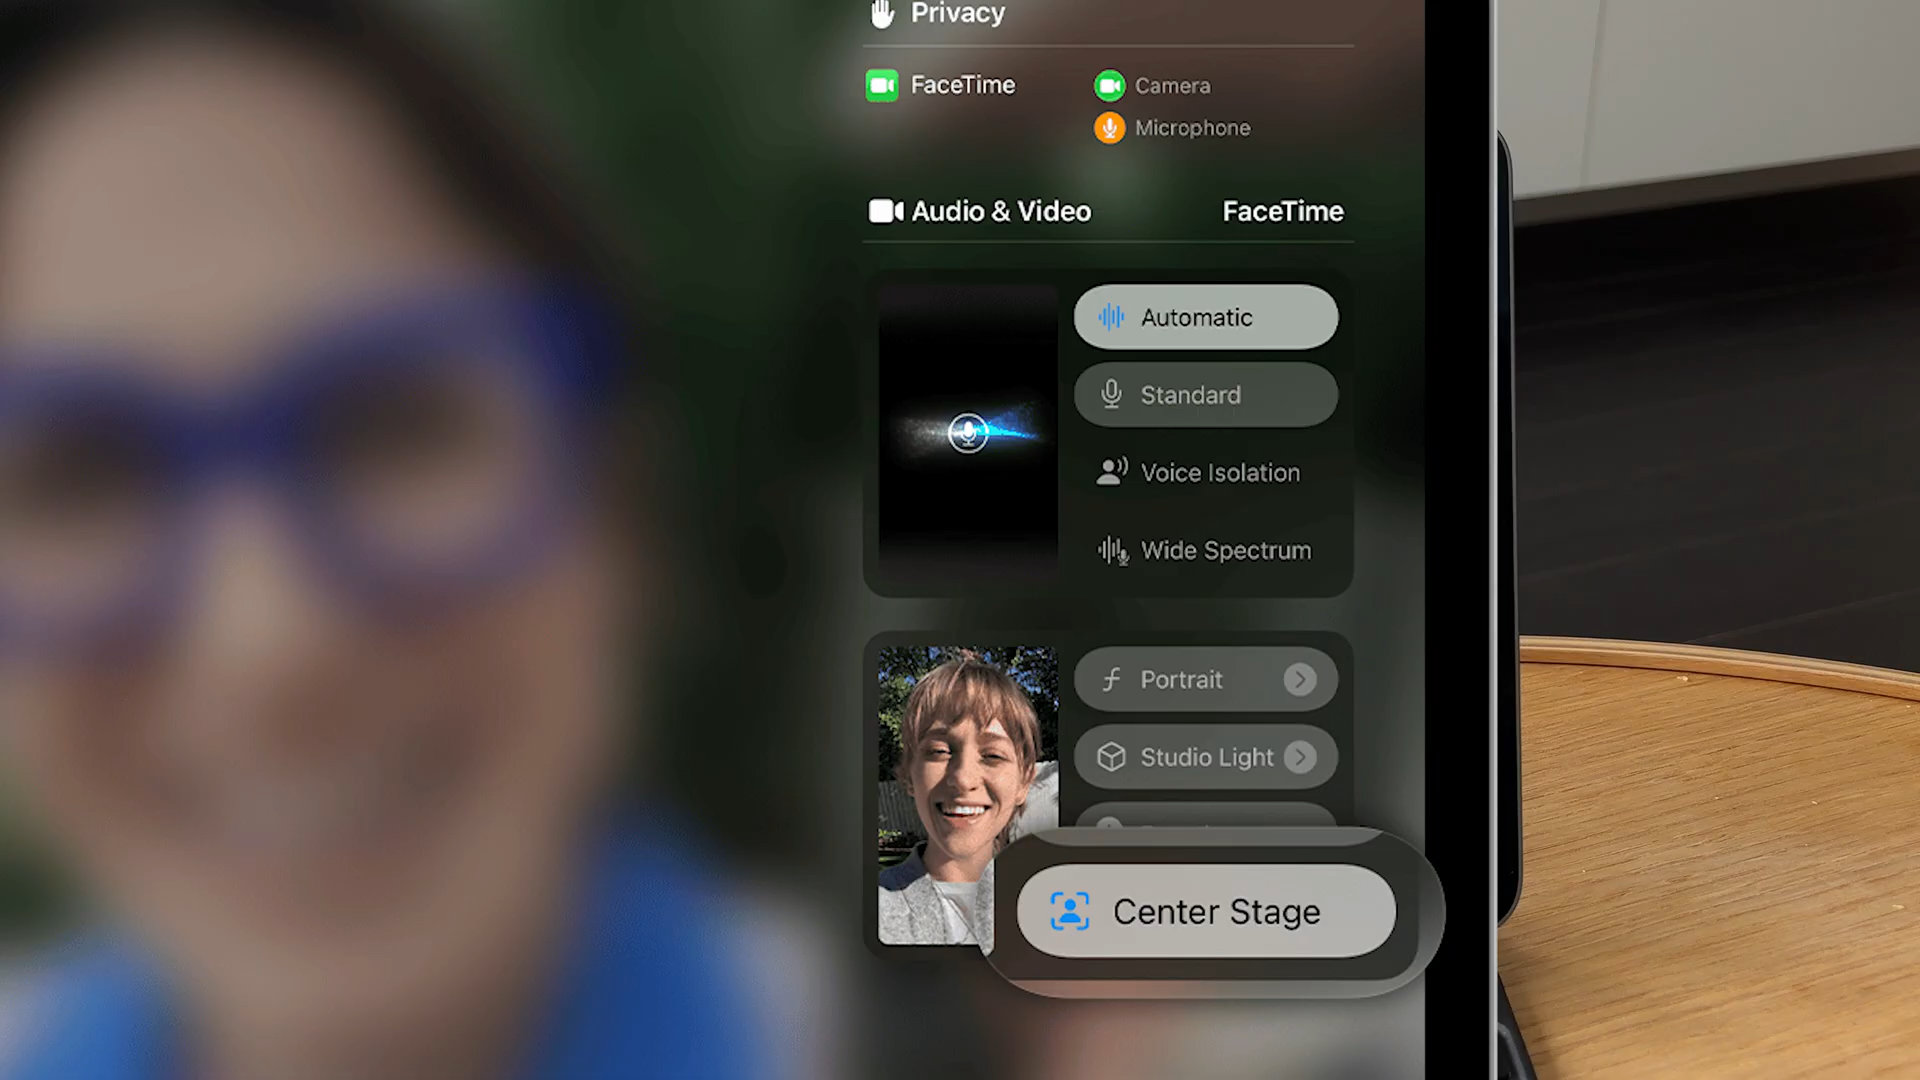 Privacy
FaceTime
Camera
Microphone
Audio & Video
FaceTime
Automatic
Standard
Voice Isolation
Wide Spectrum
Portrait
Studio Light
Center Stage